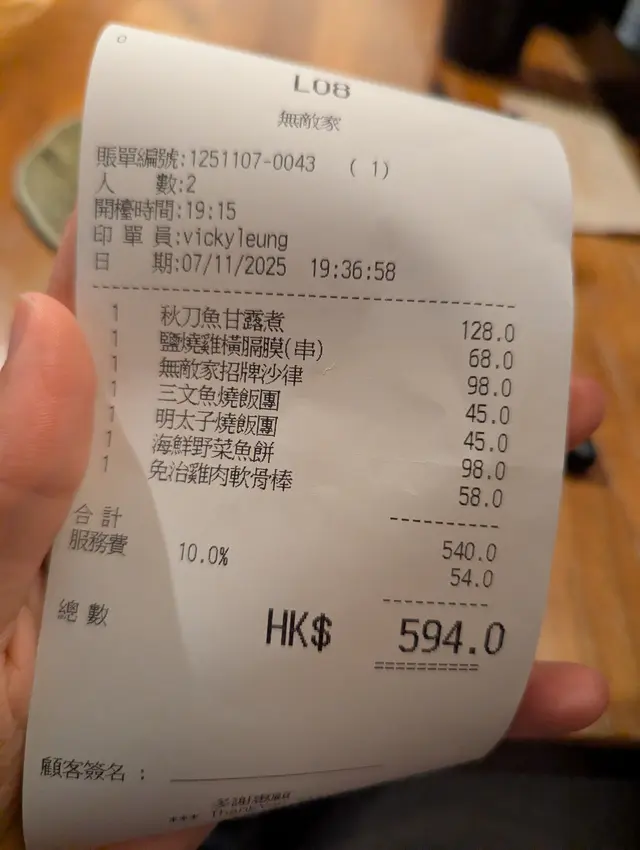 L08
無敵家
賬單編號:1251107-0043 ( 1)
人 數:2
開檯時間:19:15
印 單 員:vickyleung
日 期:07/11/2025 19:36:58
1 秋刀魚甘露煮 128.0
1 鹽燒雞橫膈膜(串) 68.0
1 無敵家招牌沙律 98.0
1 三文魚燒飯團 45.0
1 明太子燒飯團 45.0
1 海鮮野菜魚餅 98.0
1 免治雞肉軟骨棒 58.0
合 計 540.0
服務費 10.0% 54.0
總 數 HK$ 594.0
顧客簽名 :
***